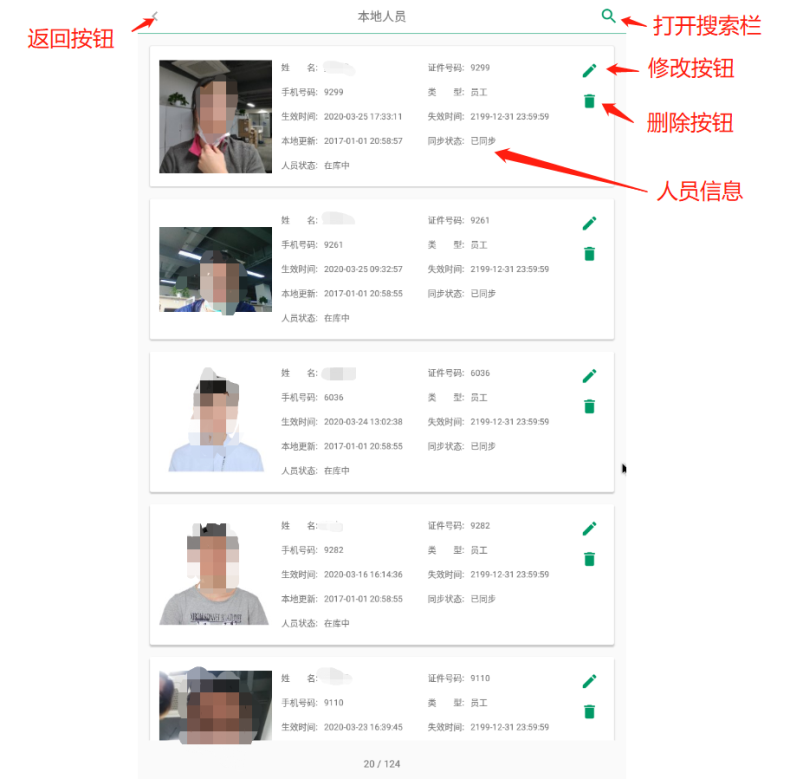 本地人员
返回按钮
打开搜索栏
修改按钮
删除按钮
人员信息
姓 名: 证件号码: 9299
手机号码: 9299 类 型: 员工
生效时间: 2020-03-25 17:33:11 失效时间: 2199-12-31 23:59:59
本地更新: 2017-01-01 20:58:57 同步状态: 已同步
人员状态: 在库中
姓 名: 证件号码: 9261
手机号码: 9261 类 型: 员工
生效时间: 2020-03-25 09:32:57 失效时间: 2199-12-31 23:59:59
本地更新: 2017-01-01 20:58:55 同步状态: 已同步
人员状态: 在库中
姓 名: 证件号码: 6036
手机号码: 6036 类 型: 员工
生效时间: 2020-03-24 13:02:38 失效时间: 2199-12-31 23:59:59
本地更新: 2017-01-01 20:58:55 同步状态: 已同步
人员状态: 在库中
姓 名: 证件号码: 9282
手机号码: 9282 类 型: 员工
生效时间: 2020-03-16 16:14:36 失效时间: 2199-12-31 23:59:59
本地更新: 2017-01-01 20:58:55 同步状态: 已同步
人员状态: 在库中
姓 名: 证件号码: 9110
手机号码: 9110 类 型: 员工
生效时间: 2020-03-23 16:39:45 失效时间: 2199-12-31 23:59:59
20 / 124